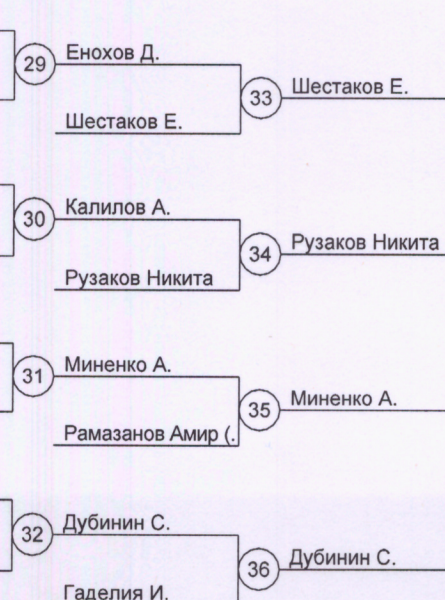 29
Енохов Д.
33
Шестаков Е.
Шестаков Е.
30
Калилов А.
34
Рузаков Никита
Рузаков Никита
31
Миненко А.
35
Миненко А.
Рамазанов Амир (.
32
Дубинин С.
36
Дубинин С.
Гаделия И.